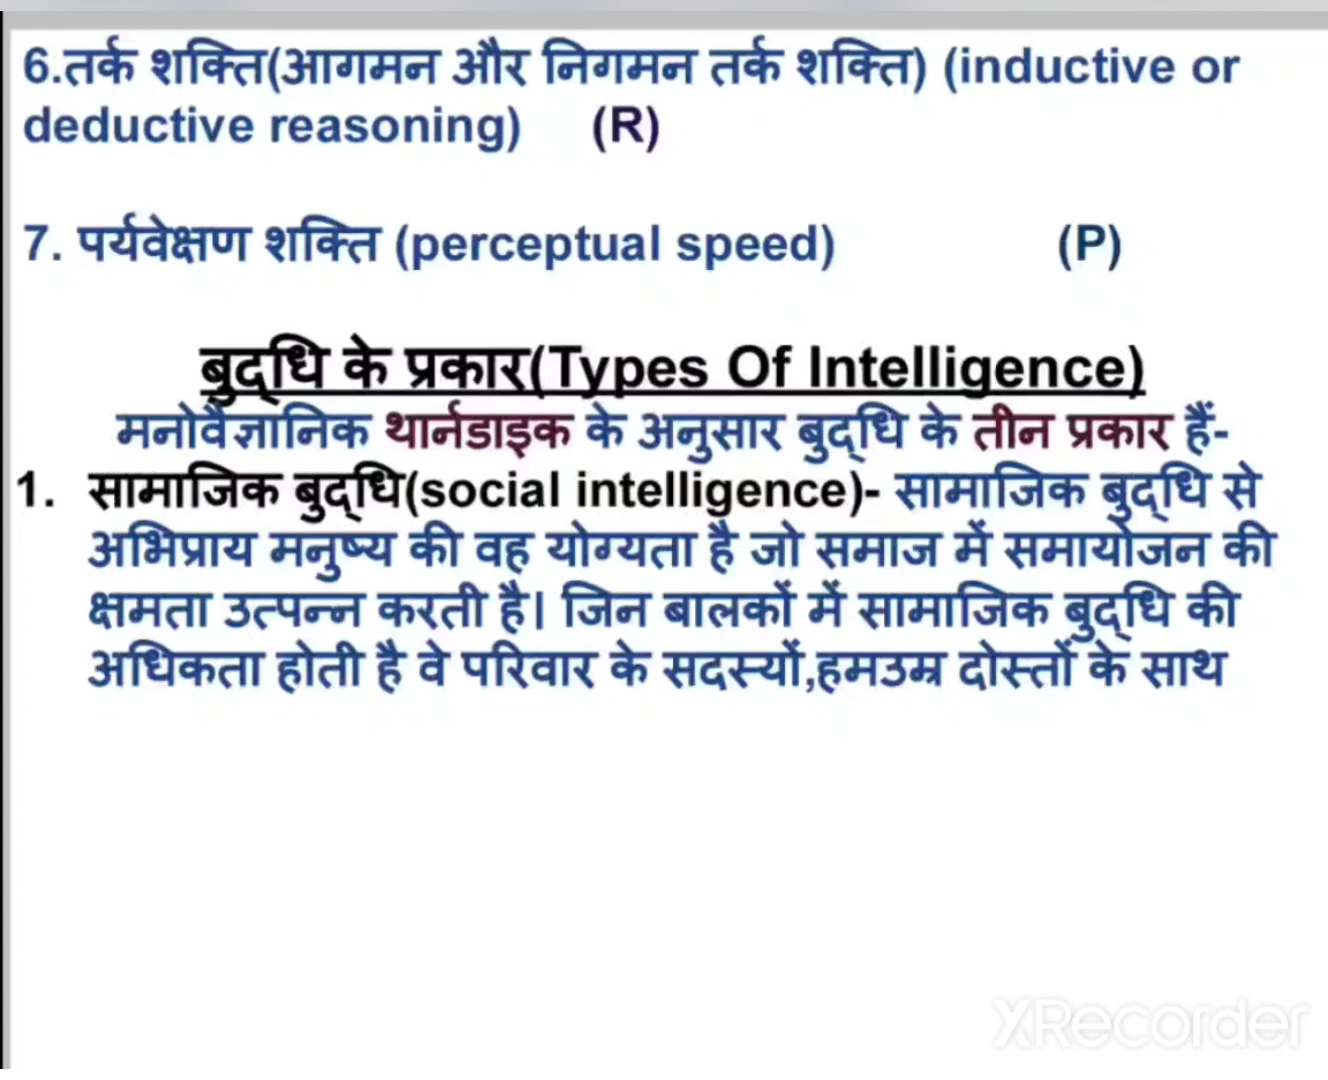 6.तर्क शक्ति(आगमन और निगमन तर्क शक्ति) (inductive or
deductive reasoning) (R)
7. पर्यवेक्षण शक्ति (perceptual speed) (P)
बुद्धि के प्रकार(Types Of Intelligence)
मनोवैज्ञानिक थार्नडाइक के अनुसार बुद्धि के तीन प्रकार हैं-
1. सामाजिक बुद्धि(social intelligence)- सामाजिक बुद्धि से
अभिप्राय मनुष्य की वह योग्यता है जो समाज में समायोजन की
क्षमता उत्पन्न करती है। जिन बालकों में सामाजिक बुद्धि की
अधिकता होती है वे परिवार के सदस्यों,हमउम्र दोस्तों के साथ
XRecorder